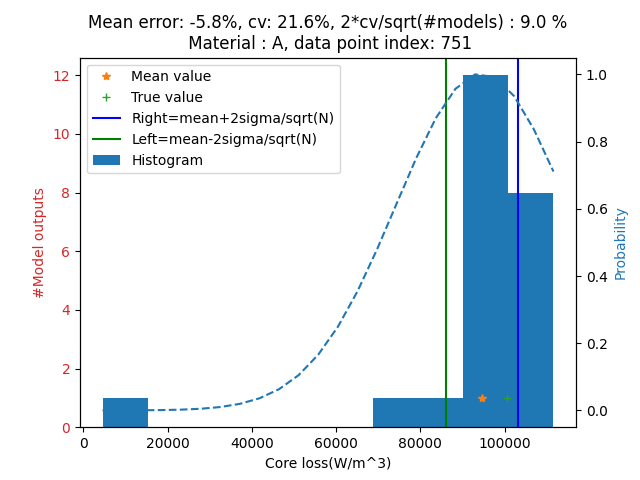 Mean error: -5.8%, cv: 21.6%, 2*cv/sqrt(#models) : 9.0 %
Material : A, data point index: 751
Mean value
True value
Right=mean+2sigma/sqrt(N)
Left=mean-2sigma/sqrt(N)
Histogram
12
10
8
6
4
2
0
#Model outputs
1.0
0.8
0.6
0.4
0.2
0.0
Probability
0 20000 40000 60000 80000 100000
Core loss(W/m^3)